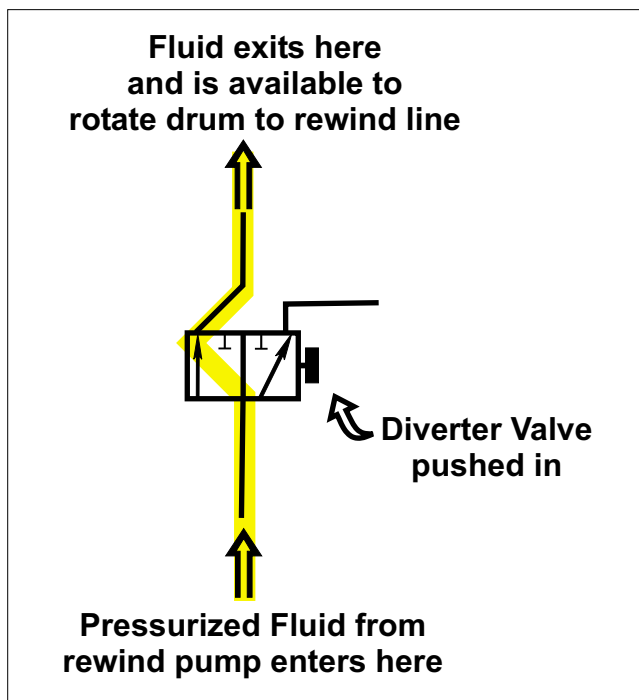 Fluid exits here
and is available to
rotate drum to rewind line
Diverter Valve
pushed in
Pressurized Fluid from
rewind pump enters here